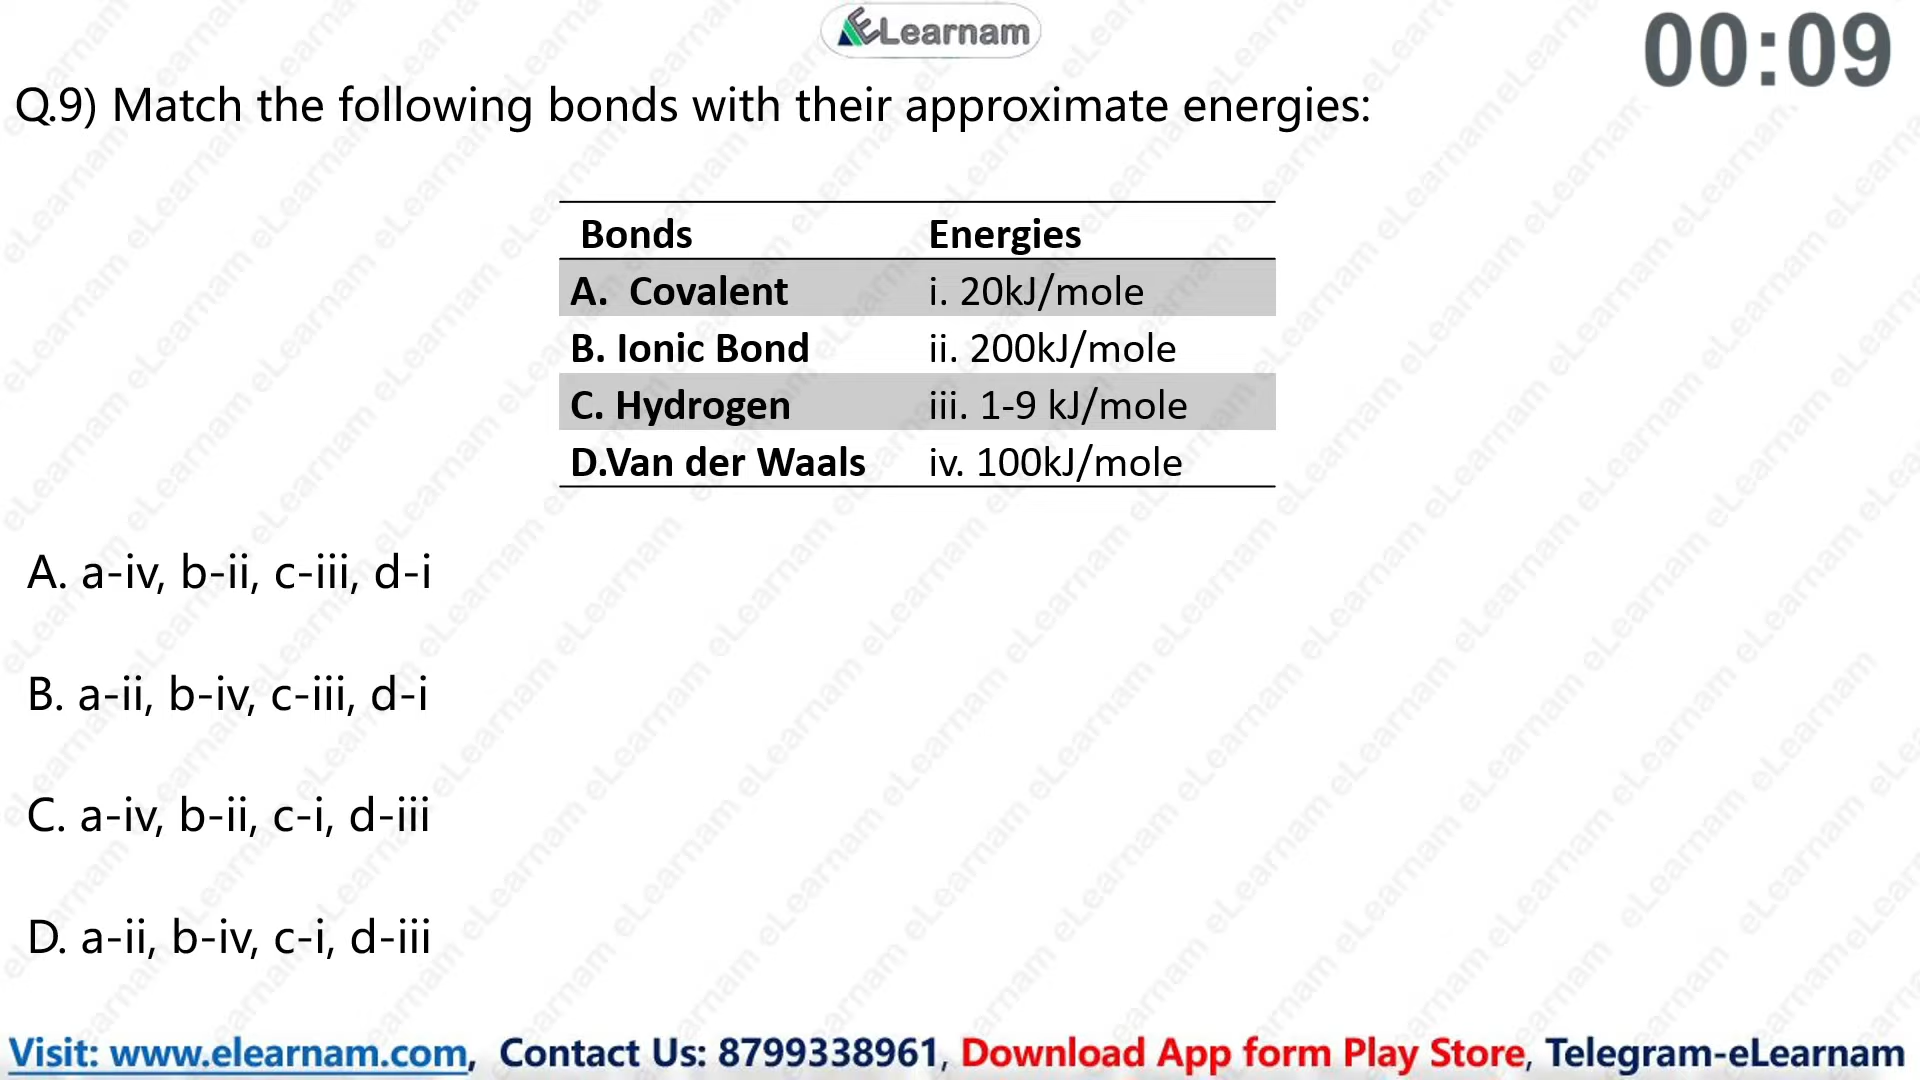 ELearnam
00:09
Q.9) Match the following bonds with their approximate energies:
Bonds Energies
A. Covalent i. 20kJ/mole
B. Ionic Bond ii. 200kJ/mole
C. Hydrogen iii. 1-9 kJ/mole
D.Van der Waals iv. 100kJ/mole
A. a-iv, b-ii, c-iii, d-i
B. a-ii, b-iv, c-iii, d-i
C. a-iv, b-ii, c-i, d-iii
D. a-ii, b-iv, c-i, d-iii
Visit: www.elearnam.com, Contact Us: 8799338961, Download App form Play Store, Telegram-eLearnam